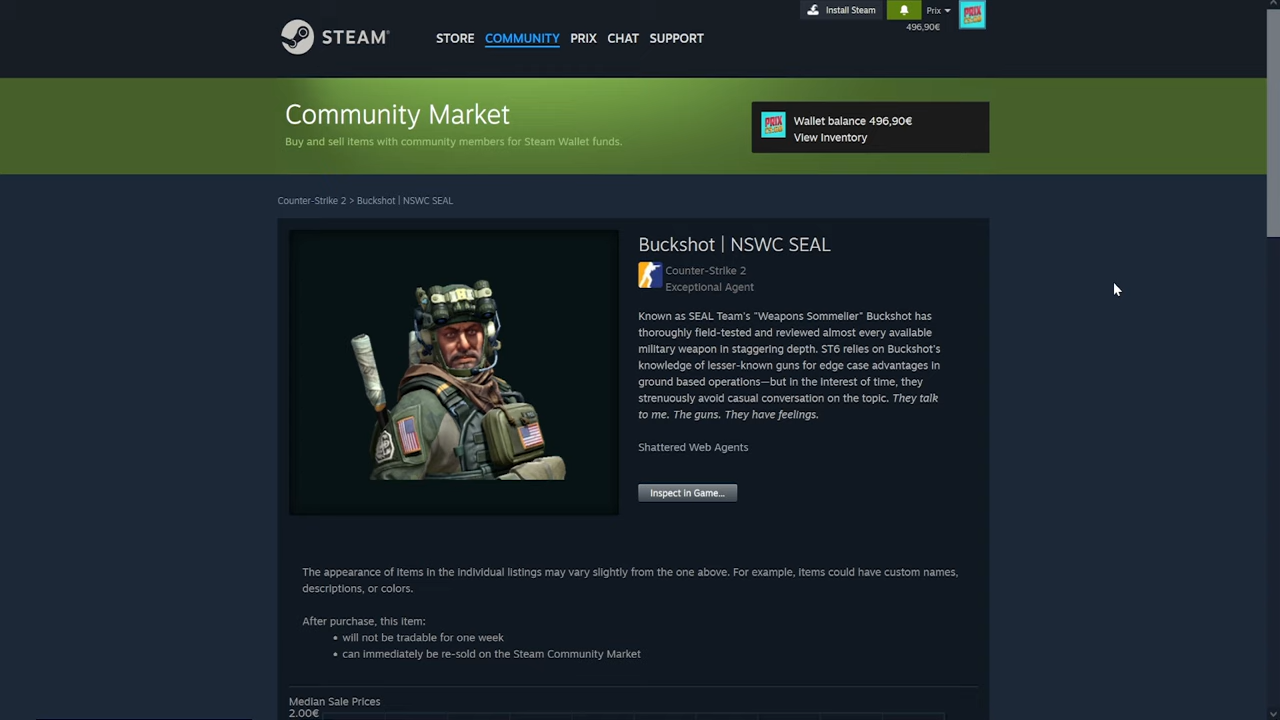 Install Steam
Prix
496,90€
STEAM®
STORE COMMUNITY PRIX CHAT SUPPORT
PRIX
Community Market
Buy and sell items with community members for Steam Wallet funds.
PRIX
Wallet balance 496,90€
View Inventory
Counter-Strike 2 > Buckshot | NSWC SEAL
Buckshot | NSWC SEAL
Counter-Strike 2
Exceptional Agent
Known as SEAL Team's "Weapons Sommelier" Buckshot has
thoroughly field-tested and reviewed almost every available
military weapon in staggering depth. ST6 relies on Buckshot's
knowledge of lesser-known guns for edge case advantages in
ground based operations—but in the interest of time, they
strenuously avoid casual conversation on the topic. They talk
to me. The guns. They have feelings.
Shattered Web Agents
Inspect in Game...
The appearance of items in the individual listings may vary slightly from the one above. For example, items could have custom names,
descriptions, or colors.
After purchase, this item:
• will not be tradable for one week
• can immediately be re-sold on the Steam Community Market
Median Sale Prices
2.00€